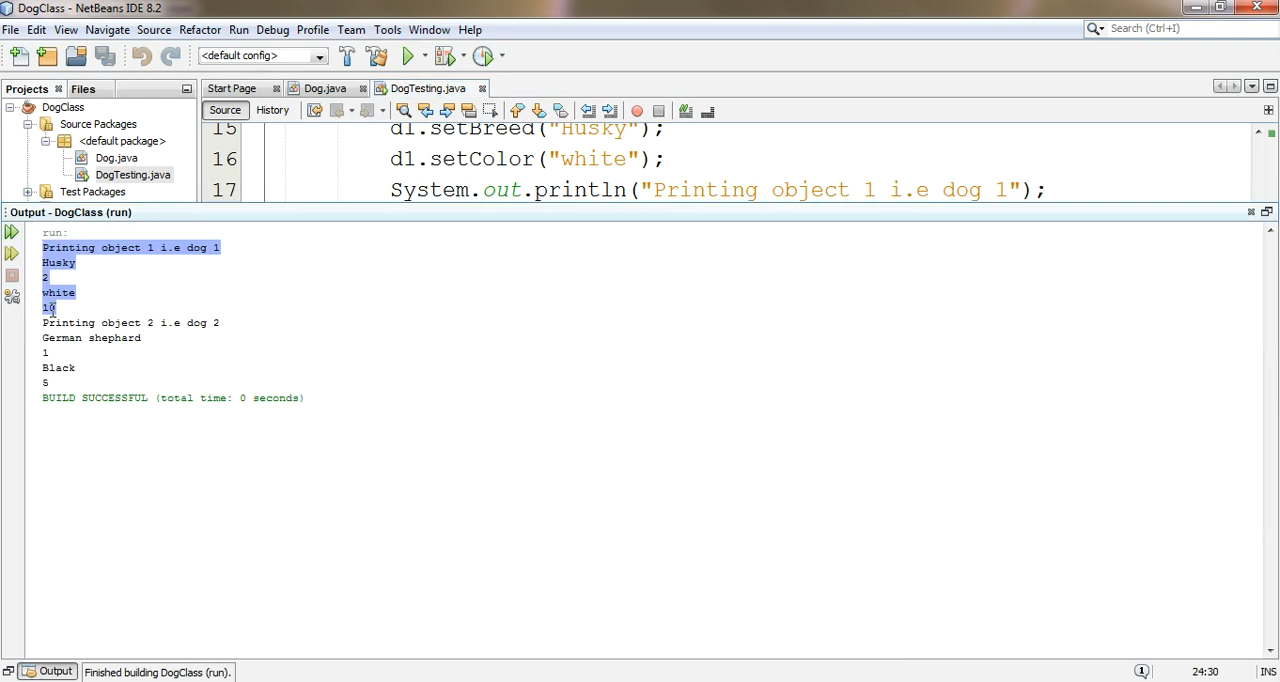 DogClass - NetBeans IDE 8.2
File Edit View Navigate Source Refactor Run Debug Profile Team Tools Window Help
Search (Ctrl+I)
<default config>
Projects Files
Start Page Dog.java DogTesting.java
DogClass
Source History
Source Packages
<default package>
Dog.java
DogTesting.java
Test Packages
15 d1.setBreed("Husky");
16 d1.setColor("white");
17 System.out.println("Printing object 1 i.e dog 1");
Output - DogClass (run)
run:
Printing object 1 i.e dog 1
Husky
2
white
10
Printing object 2 i.e dog 2
German shephard
1
Black
5
BUILD SUCCESSFUL (total time: 0 seconds)
Output
Finished building DogClass (run).
1
24:30
INS